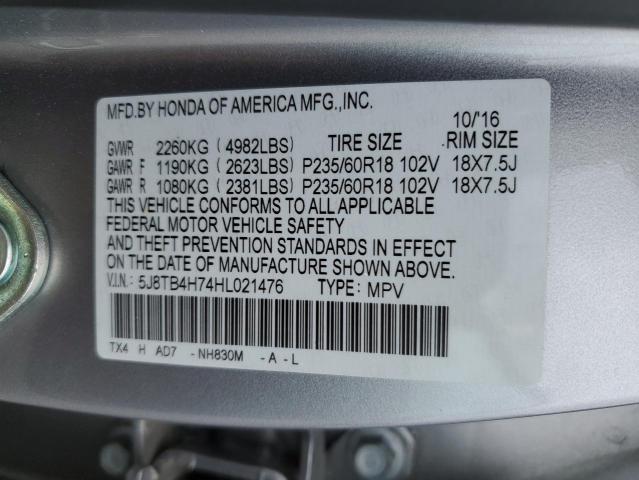 MFD.BY HONDA OF AMERICA MFG.,INC.
10/'16
GVWR 2260KG (4982LBS) TIRE SIZE RIM SIZE
GAWR F 1190KG (2623LBS) P235/60R18 102V 18X7.5J
GAWR R 1080KG (2381LBS) P235/60R18 102V 18X7.5J
THIS VEHICLE CONFORMS TO ALL APPLICABLE
FEDERAL MOTOR VEHICLE SAFETY
AND THEFT PREVENTION STANDARDS IN EFFECT
ON THE DATE OF MANUFACTURE SHOWN ABOVE.
V.I.N.: 5J8TB4H74HL021476 TYPE: MPV
TX4 H AD7 -NH830M -A-L